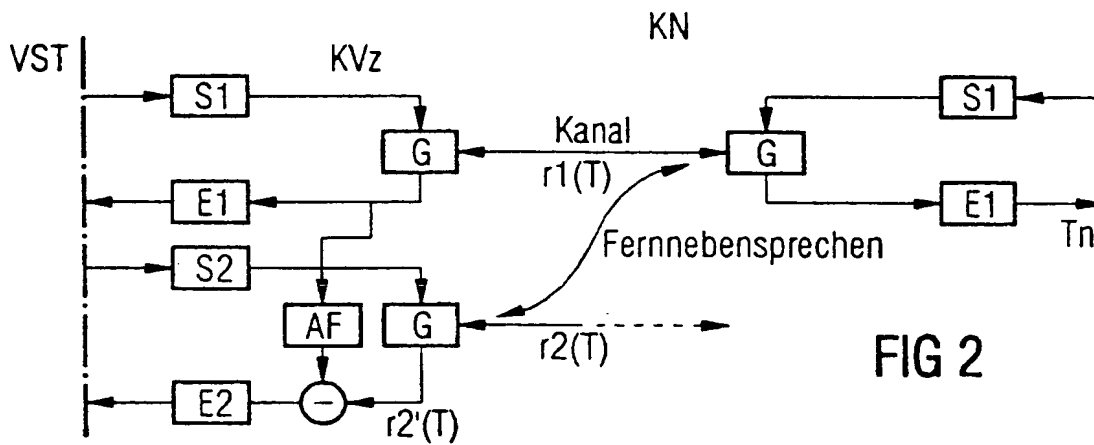 KN
VST
KVz
S1
S1
Kanal
G
G
r1(T)
E1
E1
Tn
Fernnebensprechen
S2
AF
G
r2(T)
FIG 2
E2
−
r2'(T)